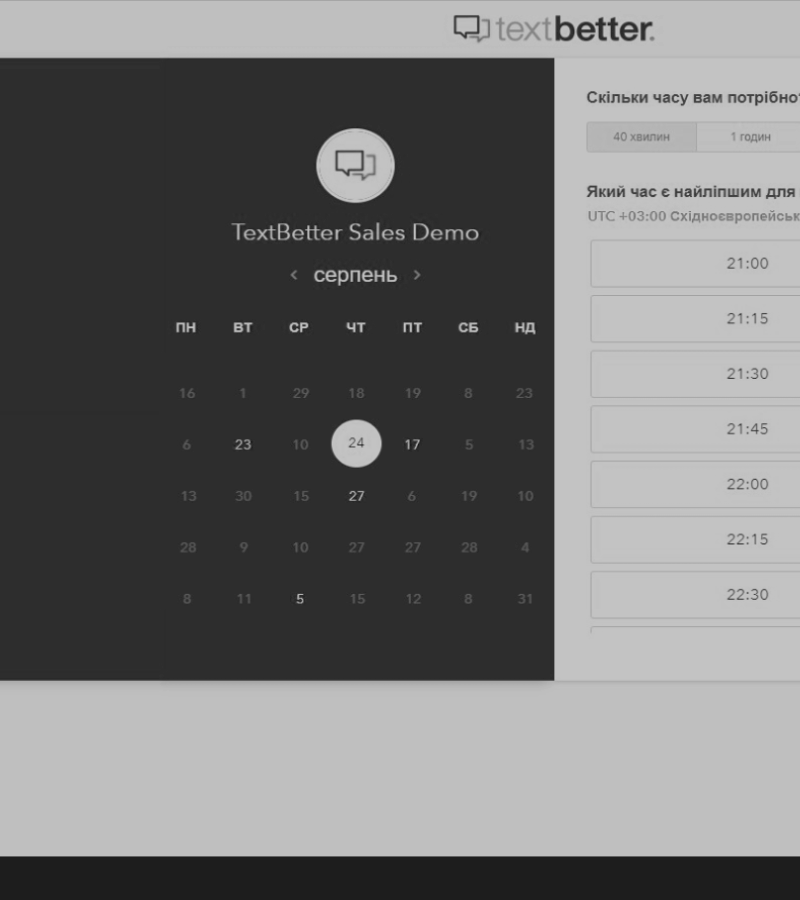 textbetter.
TextBetter Sales Demo
< серпень >
ПН ВТ СР ЧТ ПТ СБ НД
16 1 29 18 19 8 23
6 23 10 24 17 5 13
13 30 15 27 6 19 10
28 9 10 27 27 28 4
8 11 5 15 12 8 31
Скільки часу вам потрібно
40 хвилин 1 годин
Який час є найліпшим для
UTC +03:00 Східноєвропейськ
21:00
21:15
21:30
21:45
22:00
22:15
22:30